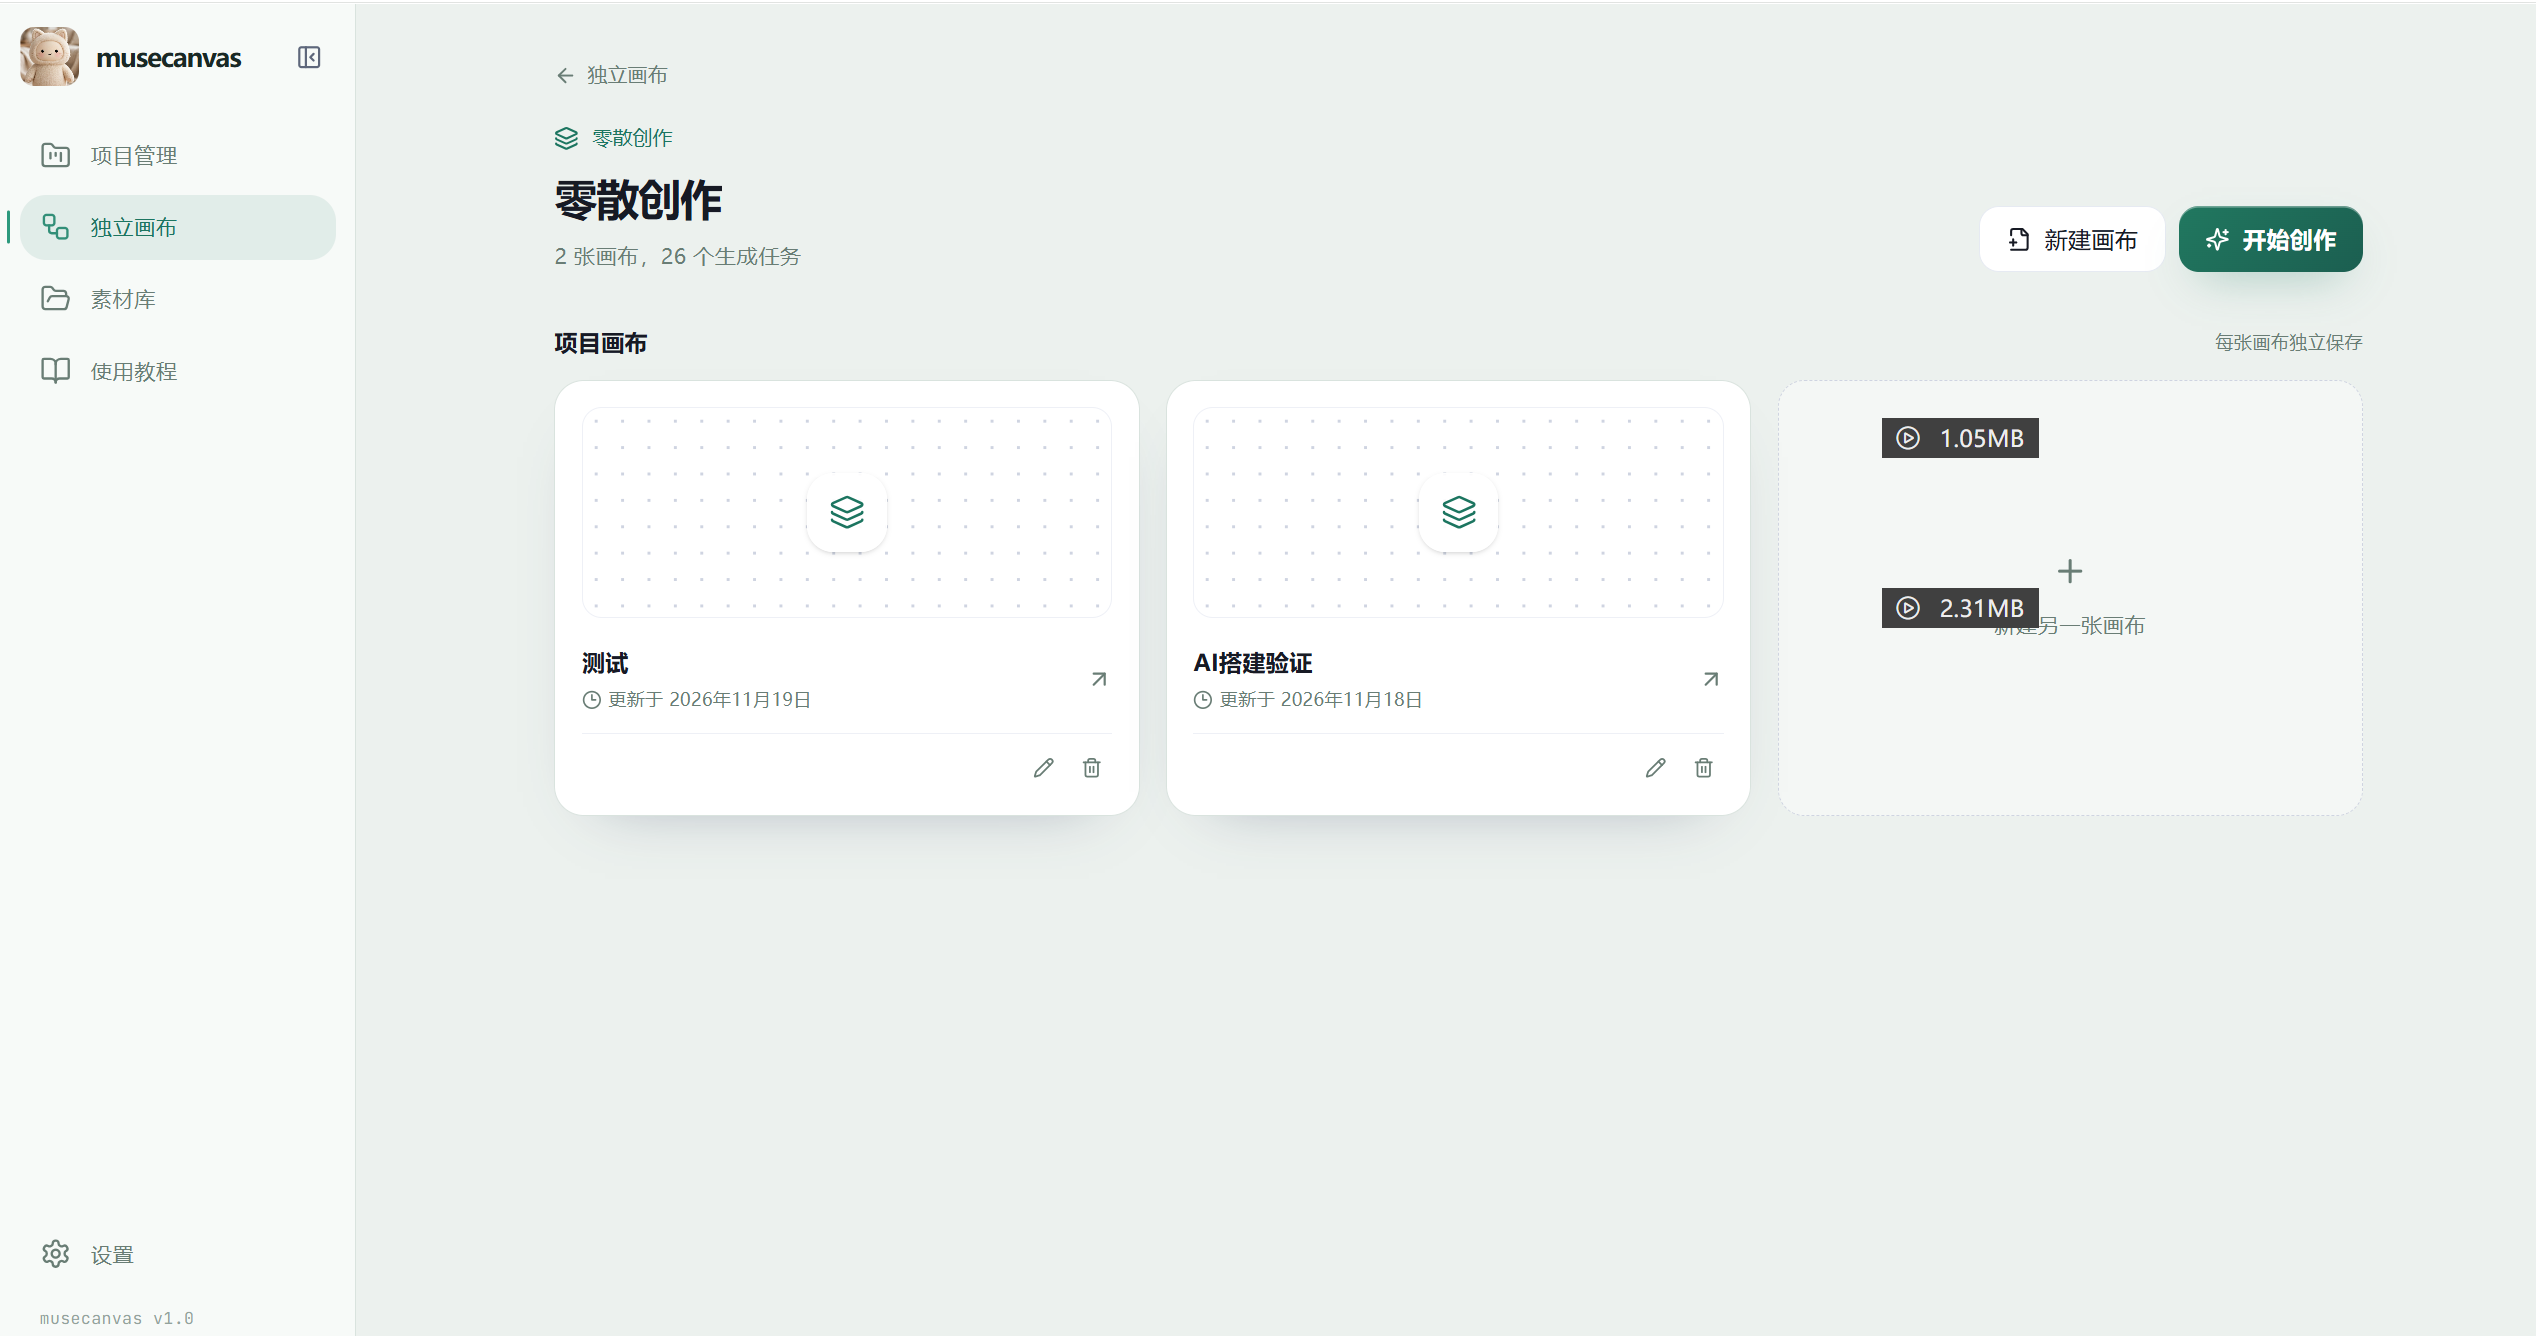 musecanvas
项目管理
独立画布
素材库
使用教程
设置
musecanvas v1.0
独立画布
零散创作
零散创作
2 张画布，26 个生成任务
新建画布
开始创作
项目画布
每张画布独立保存
测试
更新于 2026年11月19日
AI搭建验证
更新于 2026年11月18日
1.05MB
2.31MB
新建另一张画布